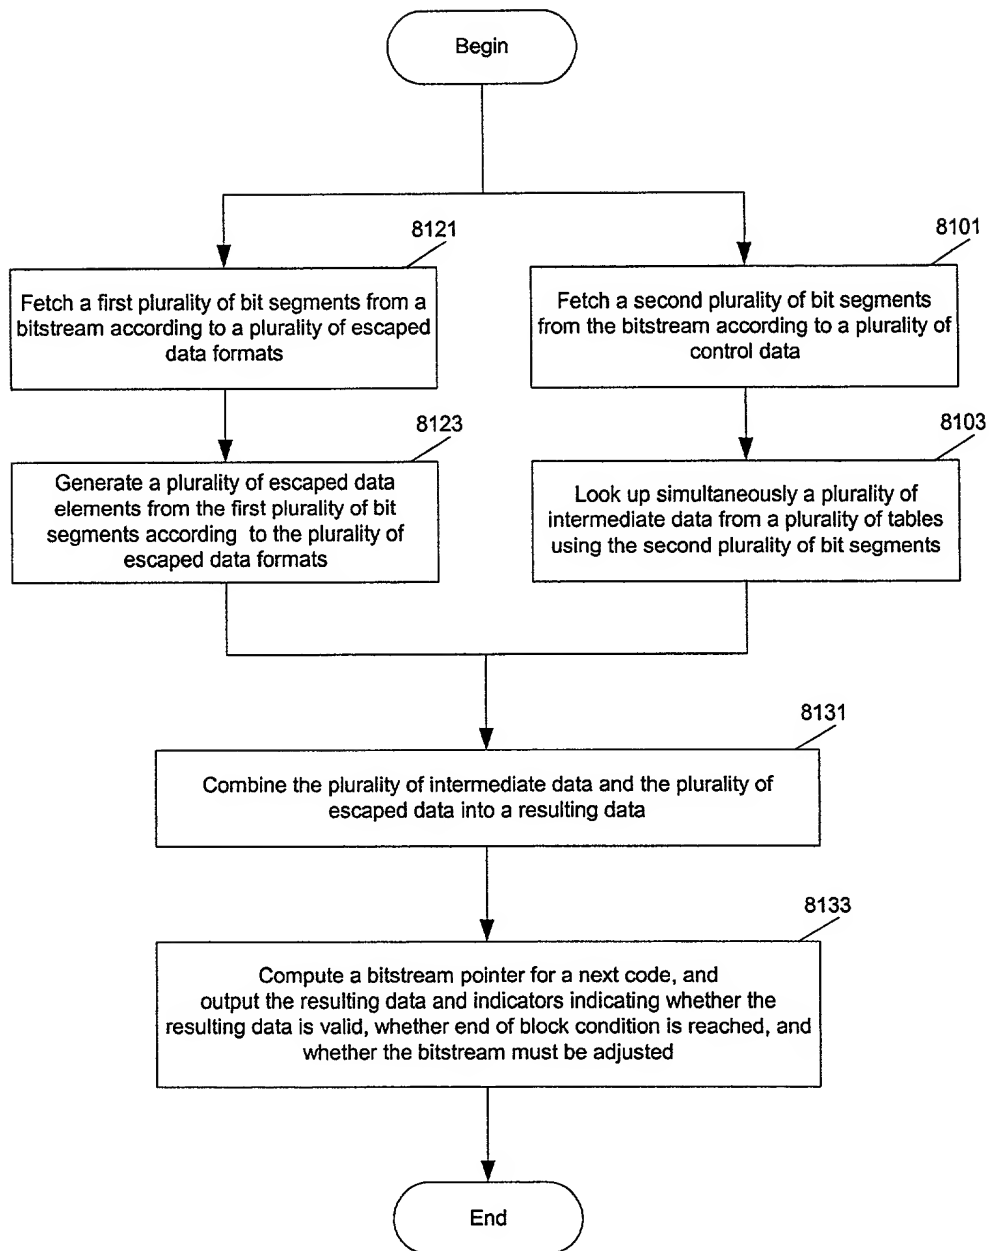 Begin
8121
Fetch a first plurality of bit segments from a
bitstream according to a plurality of escaped
data formats
8101
Fetch a second plurality of bit segments
from the bitstream according to a plurality of
control data
8123
Generate a plurality of escaped data
elements from the first plurality of bit
segments according to the plurality of
escaped data formats
8103
Look up simultaneously a plurality of
intermediate data from a plurality of tables
using the second plurality of bit segments
8131
Combine the plurality of intermediate data and the plurality of
escaped data into a resulting data
8133
Compute a bitstream pointer for a next code, and
output the resulting data and indicators indicating whether the
resulting data is valid, whether end of block condition is reached, and
whether the bitstream must be adjusted
End